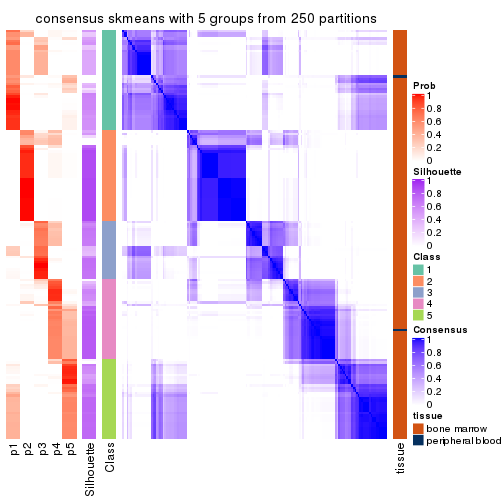 consensus skmeans with 5 groups from 250 partitions
Prob
1
0.8
0.6
0.4
0.2
0
Silhouette
1
0.8
0.6
0.4
0.2
0
Class
1
2
3
4
5
Consensus
1
0.8
0.6
0.4
0.2
0
tissue
bone marrow
peripheral blood
p1
p2
p3
p4
p5
Silhouette
Class
tissue